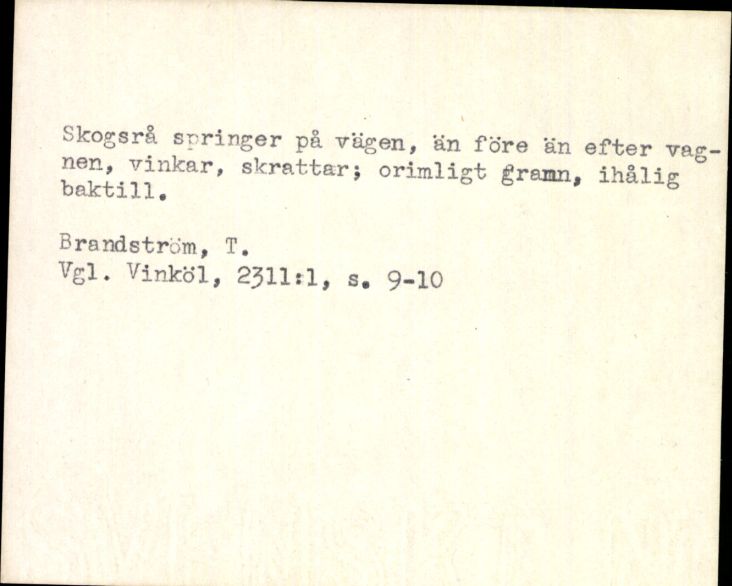 Skogsrå springer på vägen, än före än efter vag-
nen, vinkar, skrattar; orimligt grann, ihålig
baktill.
Brandström, T.
Vgl. Vinköl, 2311:1, s. 9-10